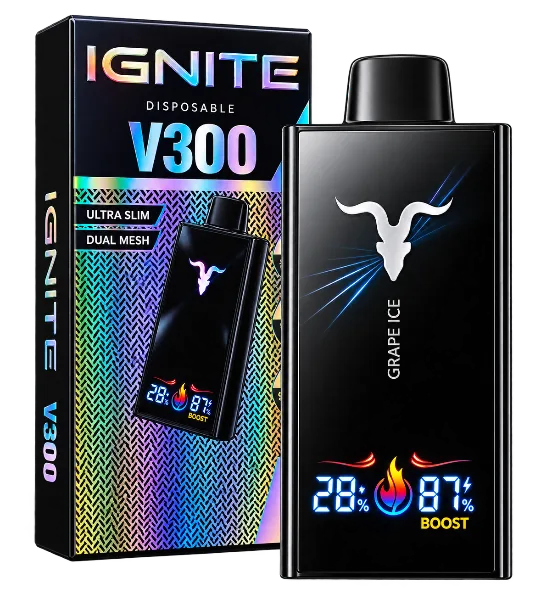 IGNITE
DISPOSABLE
V300
ULTRA SLIM
DUAL MESH
28%
87%
BOOST
IGNITE V300
GRAPE ICE
28%
87%
BOOST